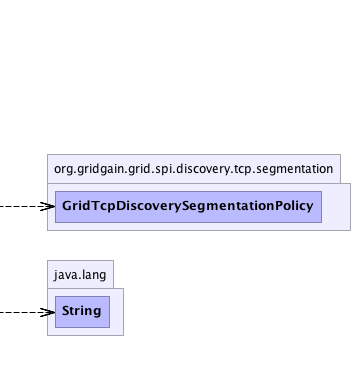 org.gridgain.grid.spi.discovery.tcp.segmentation
GridTcpDiscoverySegmentationPolicy
java.lang
String